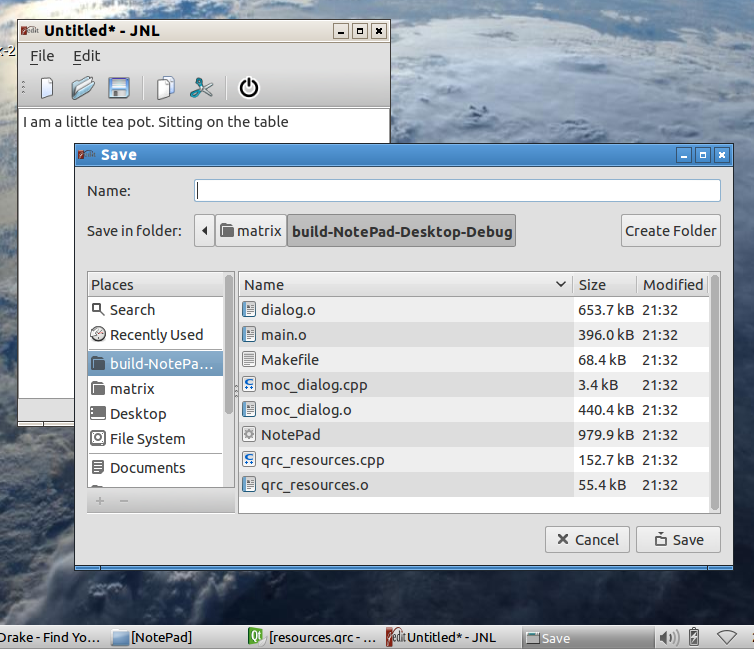 x-2
Untitled* - JNL
File Edit
I am a little tea pot. Sitting on the table
Save
Name:
Save in folder: matrix build-NotePad-Desktop-Debug Create Folder
Places Name Size Modified
Search dialog.o 653.7 kB 21:32
Recently Used main.o 396.0 kB 21:32
Makefile 68.4 kB 21:32
build-NotePa... moc_dialog.cpp 3.4 kB 21:32
matrix moc_dialog.o 440.4 kB 21:32
Desktop NotePad 979.9 kB 21:32
File System qrc_resources.cpp 152.7 kB 21:32
Documents qrc_resources.o 55.4 kB 21:32
Cancel Save
Drake - Find Yo... [NotePad] Qt [resources.qrc - ... edit Untitled* - JNL Save